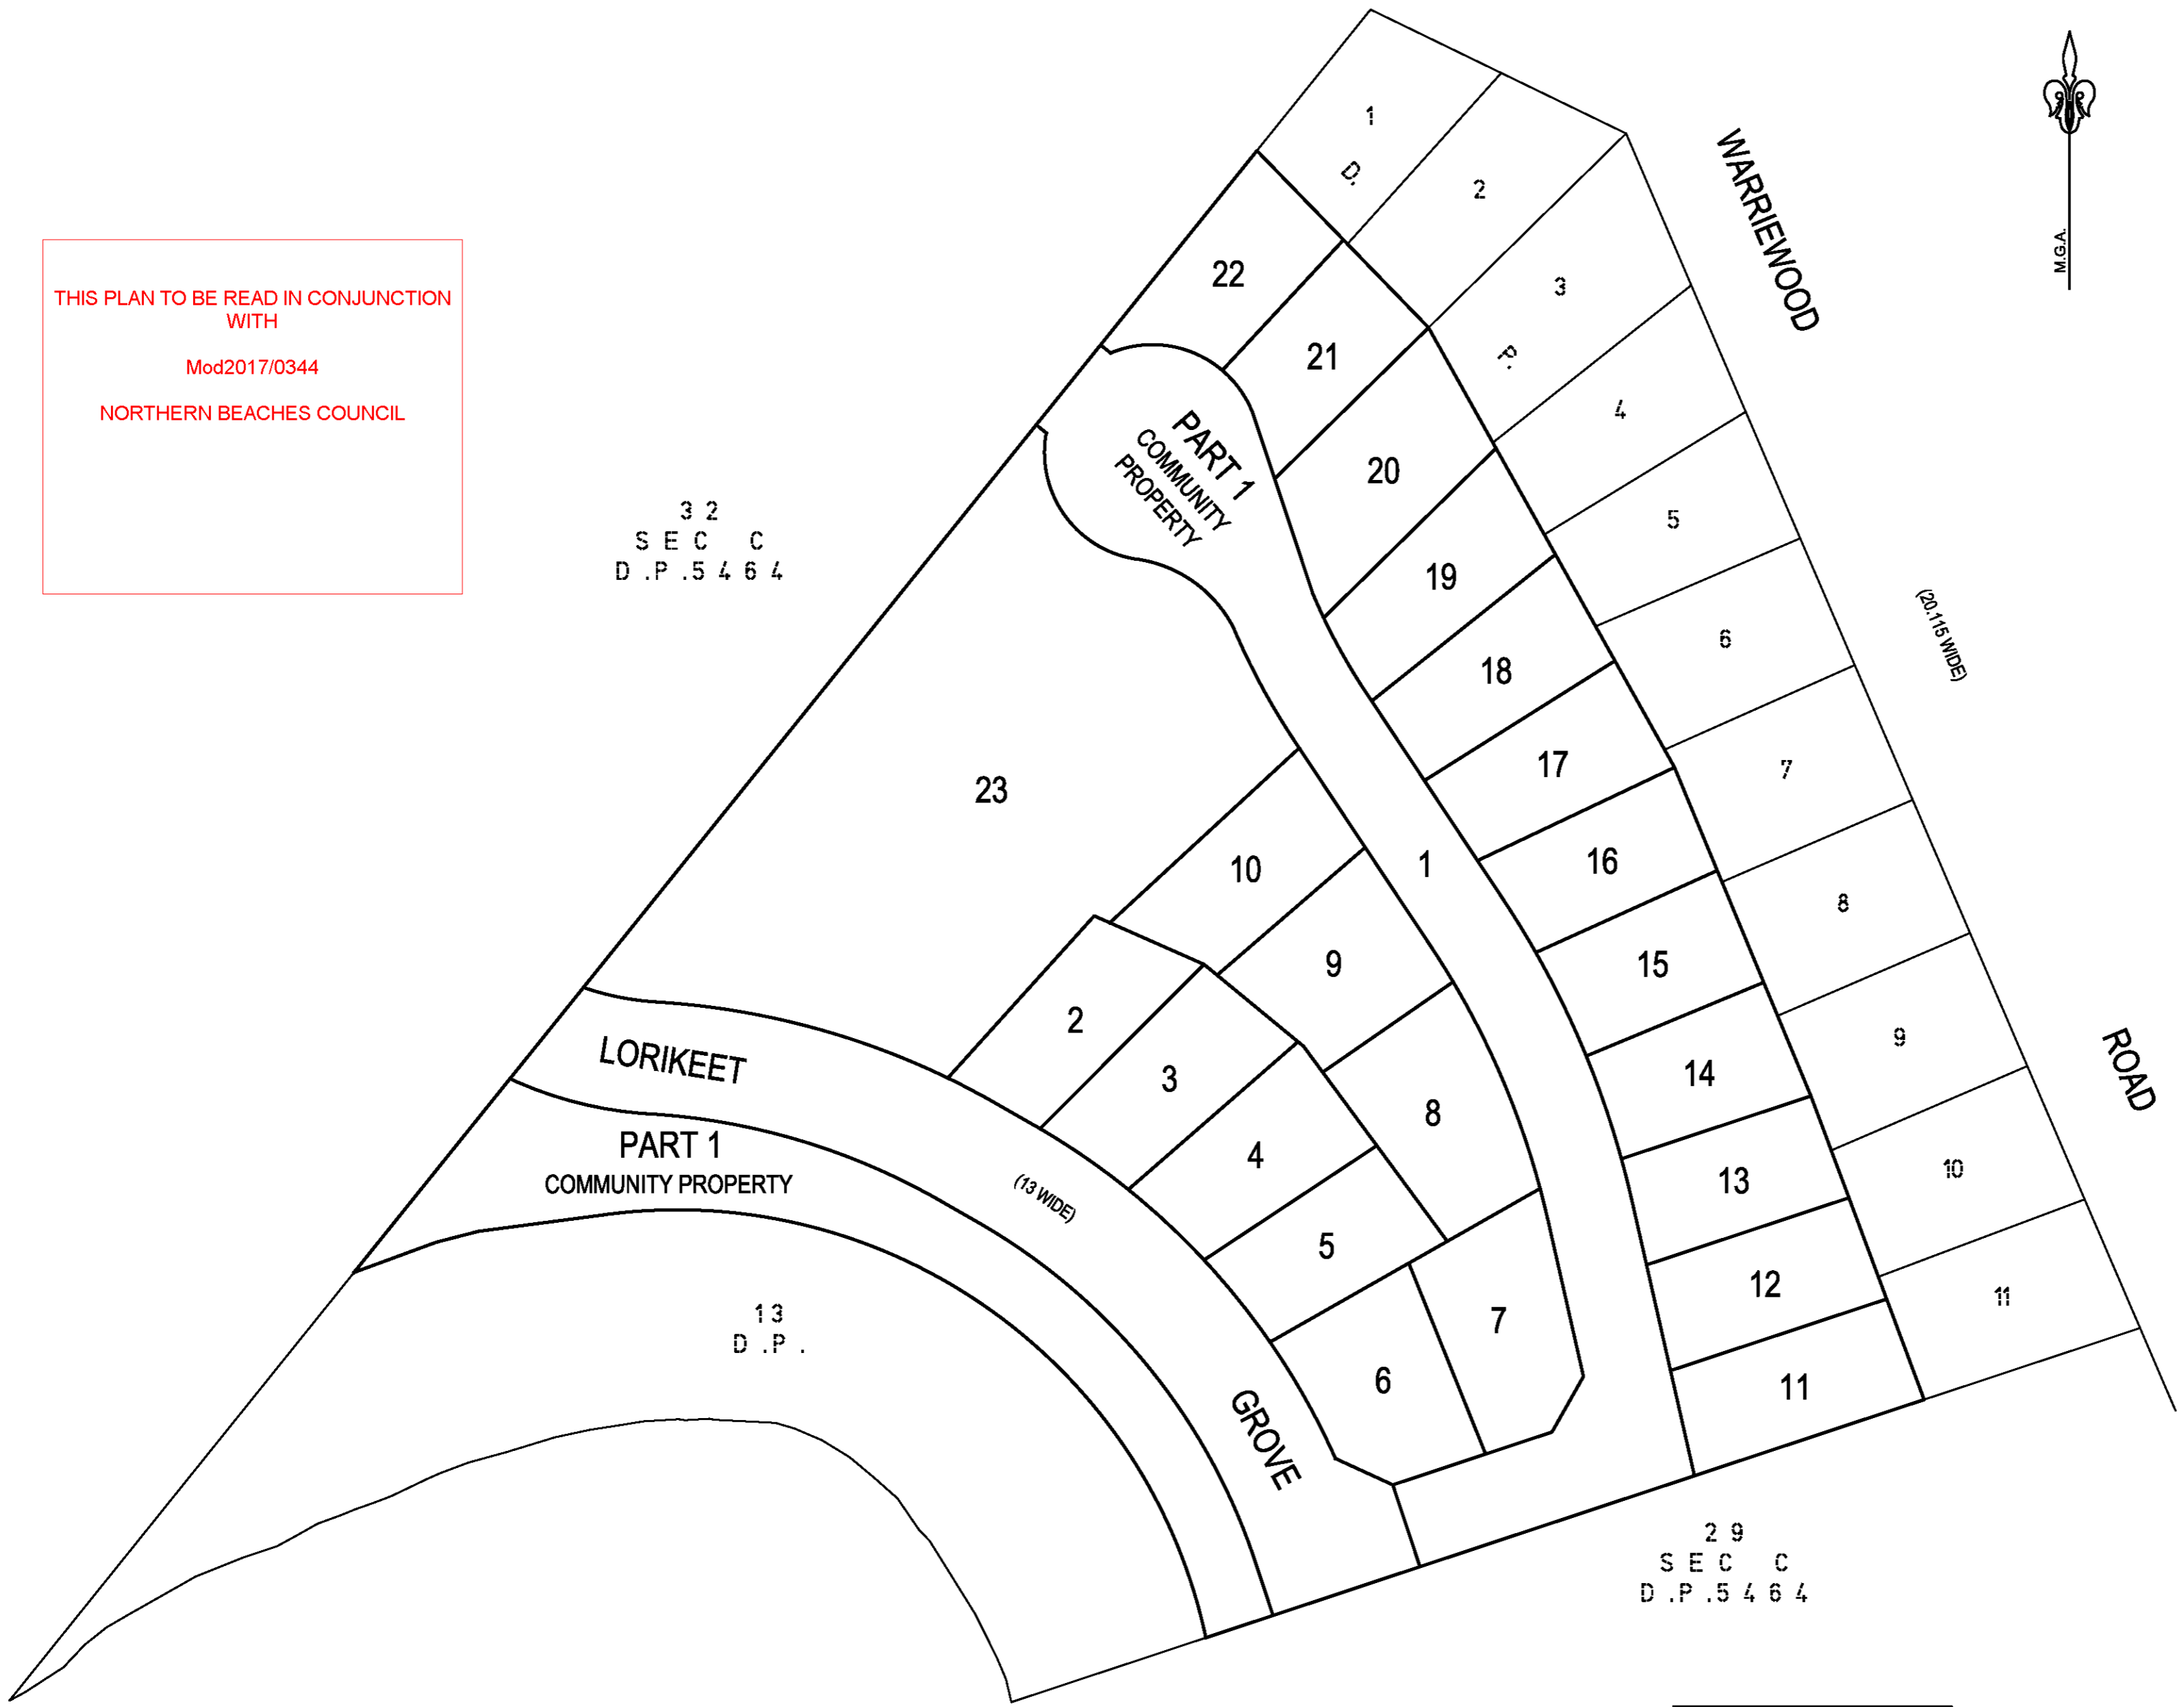 THIS PLAN TO BE READ IN CONJUNCTION
WITH
Mod2017/0344
NORTHERN BEACHES COUNCIL
M.G.A.
WARRIEWOOD
(20.115 WIDE)
ROAD
1
D.
2
3
P.
4
5
6
7
8
9
10
11
32
SEC C
D.P.5464
22
21
20
19
18
17
16
15
14
13
12
11
PART 1
COMMUNITY
PROPERTY
1
23
10
9
2
3
4
8
5
7
6
LORIKEET
(13 WIDE)
GROVE
PART 1
COMMUNITY PROPERTY
13
D.P.
29
SEC C
D.P.5464